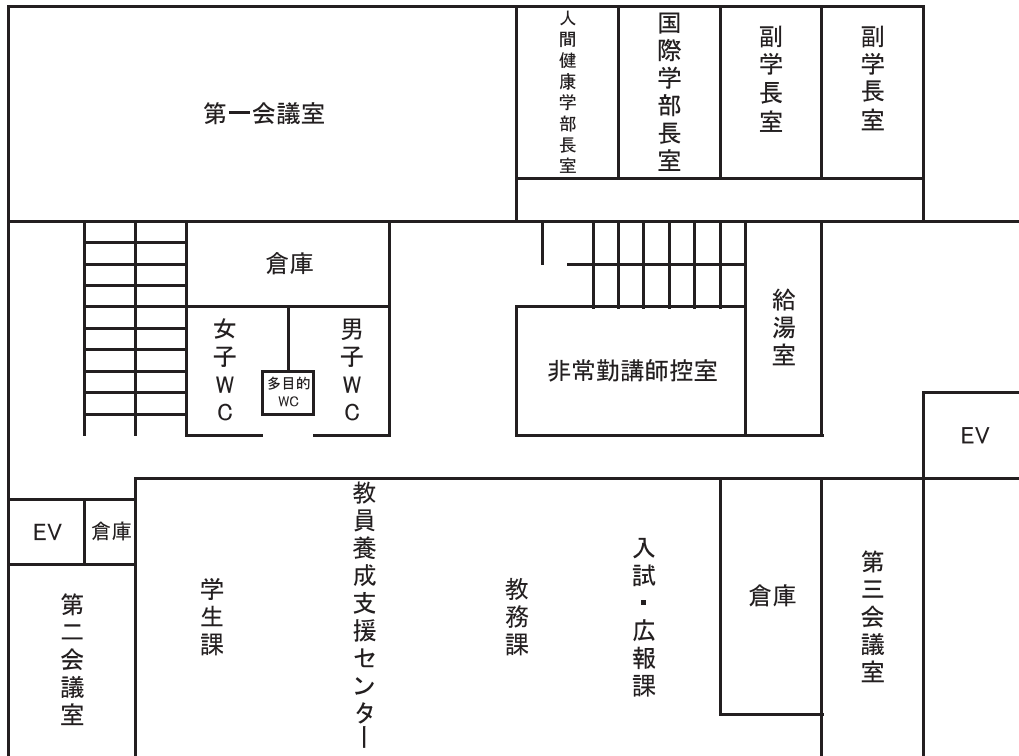 第一会議室
人間健康学部長室
国際学部長室
副学長室
副学長室
倉庫
女子WC
多目的
WC
男子WC
非常勤講師控室
給湯室
EV
EV
倉庫
第二会議室
学生課
教員養成支援センター
教務課
入試・広報課
倉庫
第三会議室